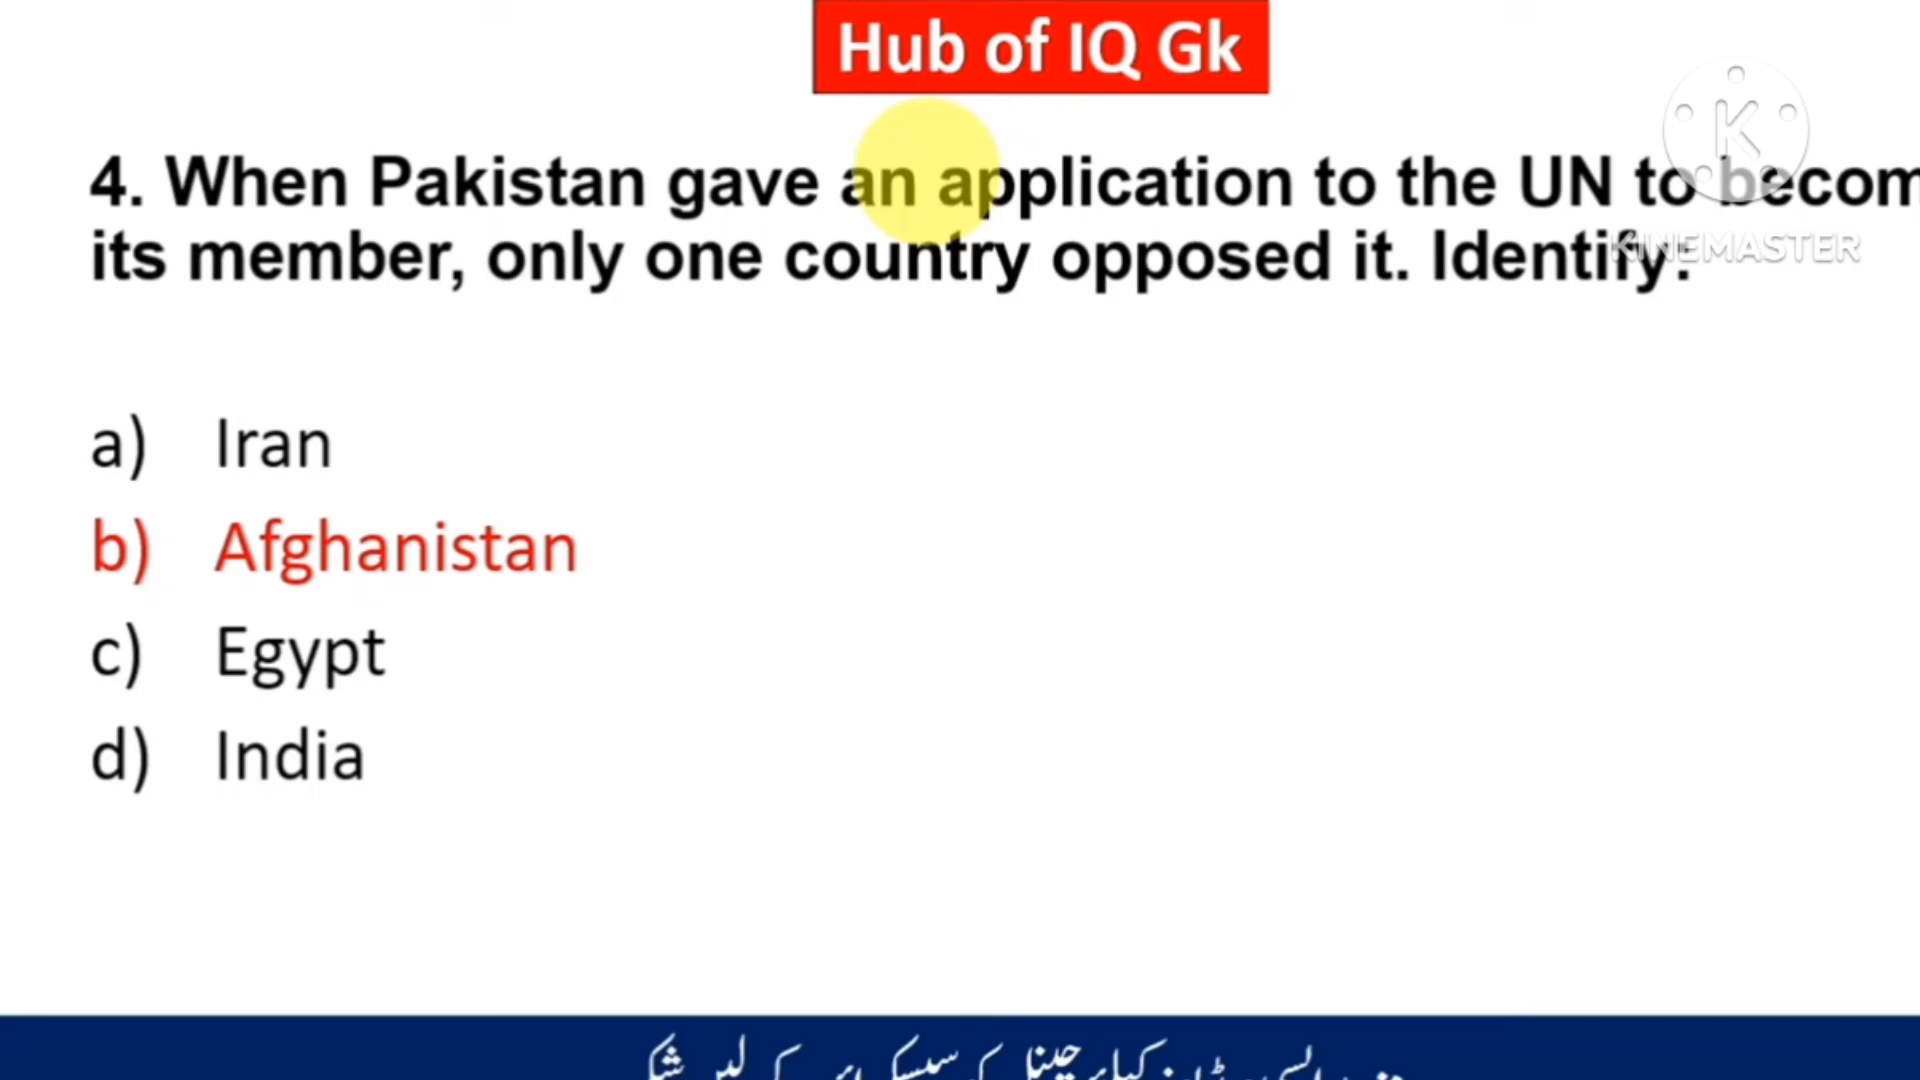 Hub of IQ Gk
4. When Pakistan gave an application to the UN to becom
its member, only one country opposed it. Identify:
KINEMASTER
a) Iran
b) Afghanistan
c) Egypt
d) India